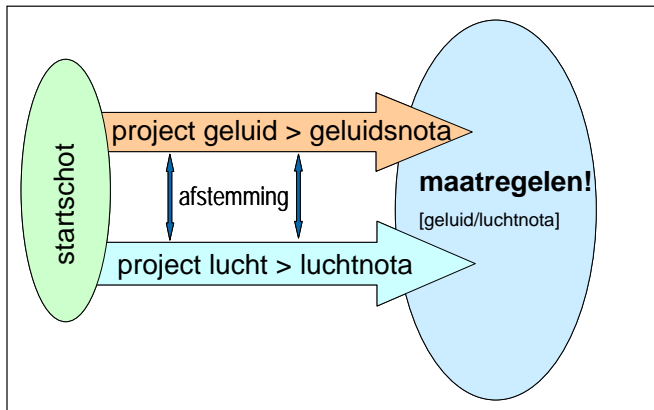 startschot
project geluid > geluidsnota
afstemming
project lucht > luchtnota
maatregelen!
[geluid/luchtnota]